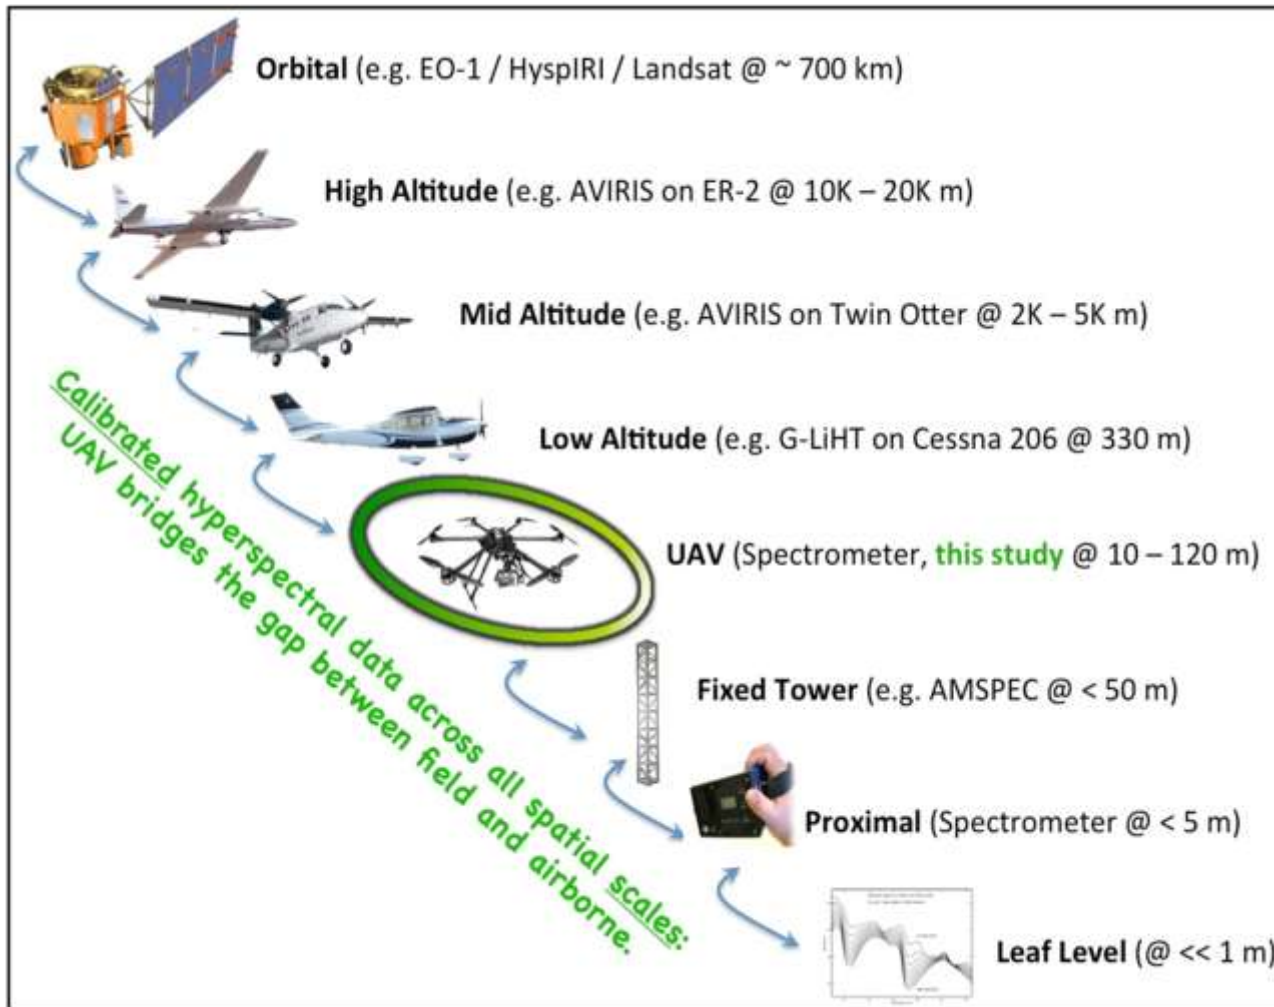 Orbital (e.g. EO-1 / HyspIRI / Landsat @ ~ 700 km)
High Altitude (e.g. AVIRIS on ER-2 @ 10K – 20K m)
Mid Altitude (e.g. AVIRIS on Twin Otter @ 2K – 5K m)
Low Altitude (e.g. G-LiHT on Cessna 206 @ 330 m)
UAV (Spectrometer, this study @ 10 – 120 m)
Fixed Tower (e.g. AMSPEC @ < 50 m)
Proximal (Spectrometer @ < 5 m)
Leaf Level (@ << 1 m)
Calibrated hyperspectral data across all spatial scales:
UAV bridges the gap between field and airborne.